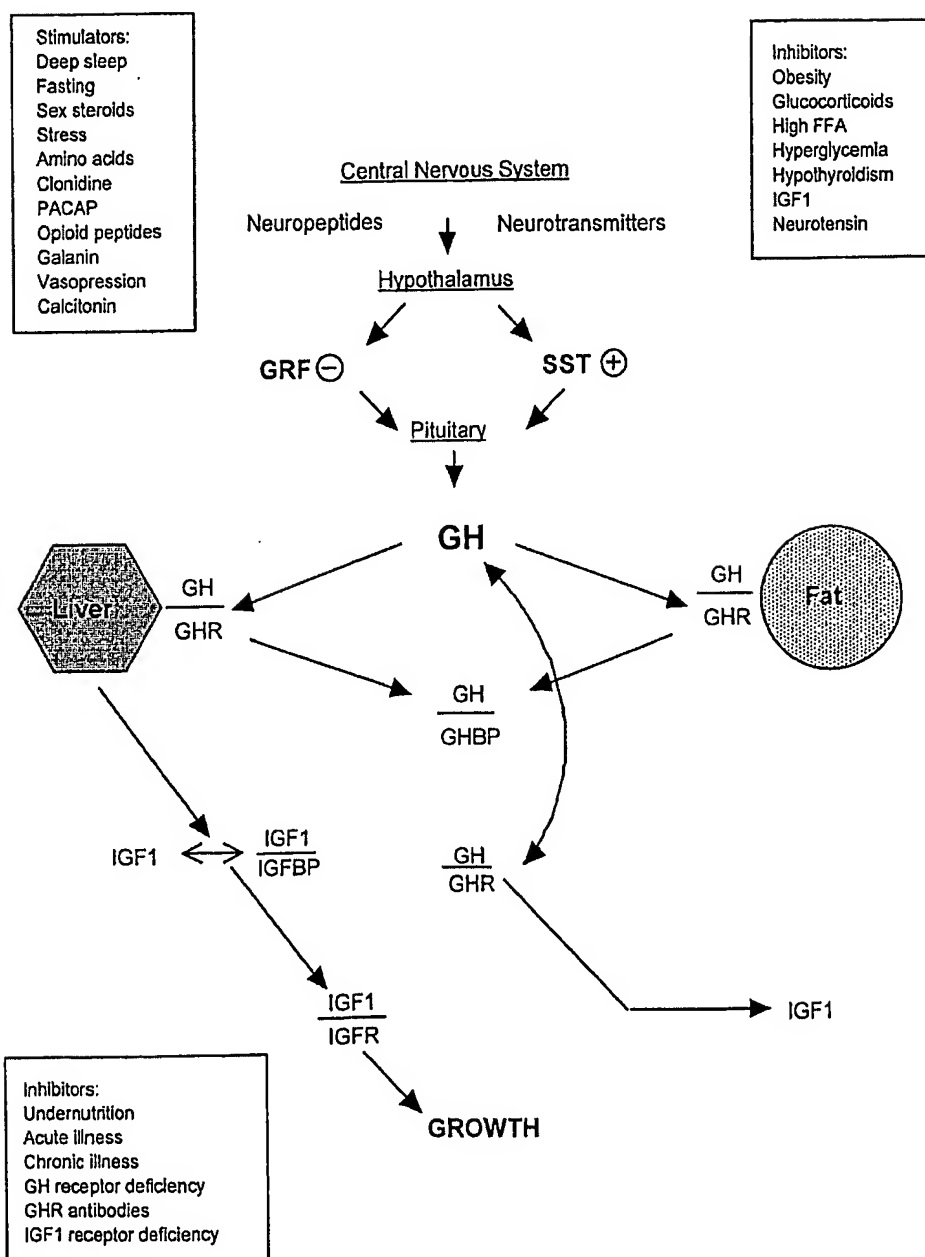 Stimulators:
Deep sleep
Fasting
Sex steroids
Stress
Amino acids
Clonidine
PACAP
Opioid peptides
Galanin
Vasopression
Calcitonin
Inhibitors:
Obesity
Glucocorticoids
High FFA
Hyperglycemia
Hypothyroidism
IGF1
Neurotensin
Central Nervous System
Neuropeptides Neurotransmitters
Hypothalamus
GRF ⊖ SST ⊕
Pituitary
GH
Liver
GH
GHR
GH
GHR
Fat
GH
GHBP
IGF1
IGF1
IGFBP
GH
GHR
IGF1
IGFR
IGF1
GROWTH
Inhibitors:
Undernutrition
Acute illness
Chronic illness
GH receptor deficiency
GHR antibodies
IGF1 receptor deficiency